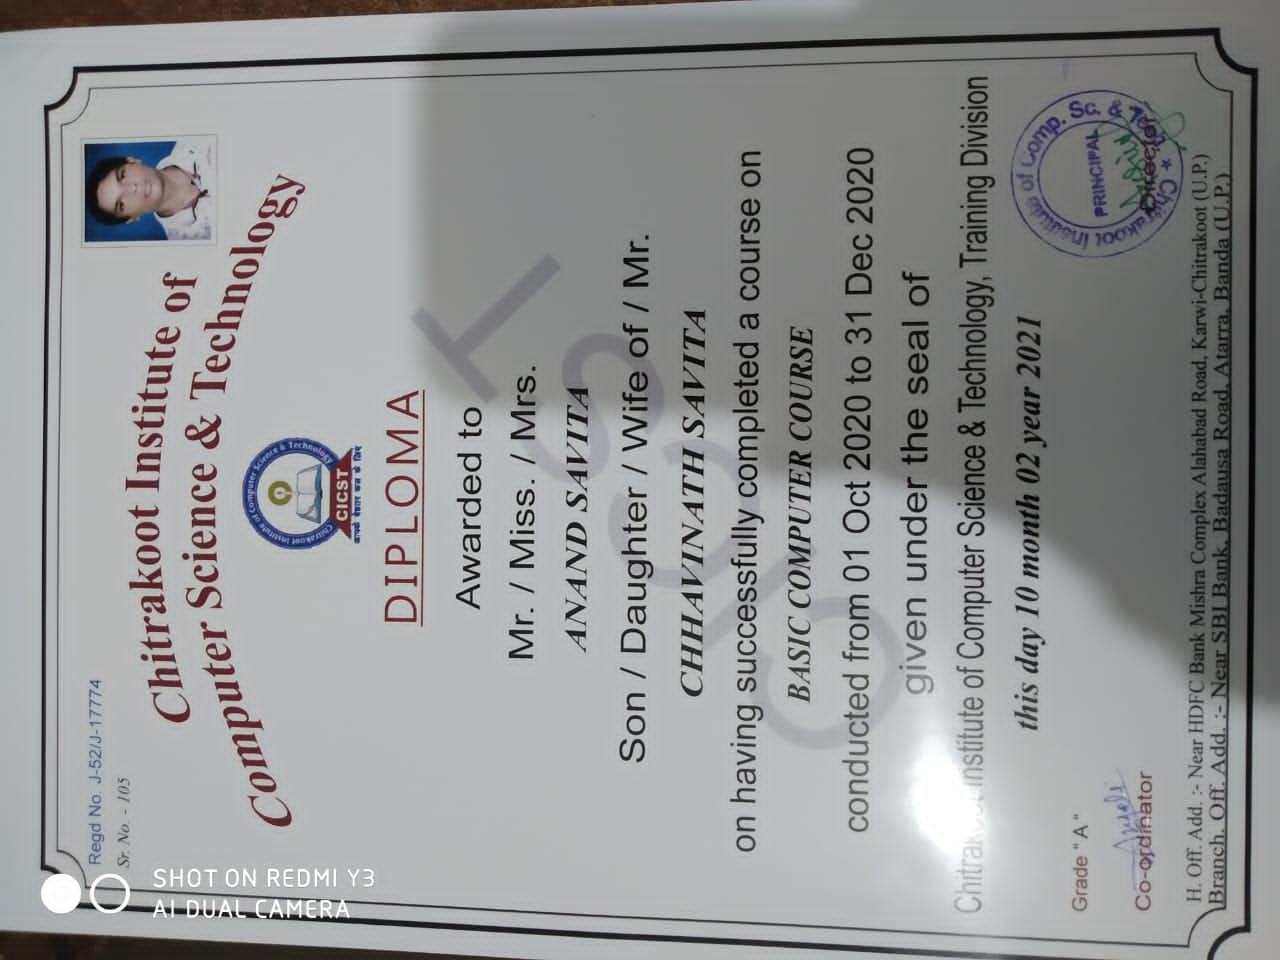 Regd No. J-52/J-17774
Sr. No. - 105
Chitrakoot Institute of
Computer Science & Technology
Chitrakoot Institute of Computer Science & Technology
CICST
DIPLOMA
Awarded to
Mr. / Miss. / Mrs.
ANAND SAVITA
Son / Daughter / Wife of / Mr.
CHHAVINATH SAVITA
on having successfully completed a course on
BASIC COMPUTER COURSE
conducted from 01 Oct 2020 to 31 Dec 2020
given under the seal of
Chitrakoot Institute of Computer Science & Technology, Training Division
this day 10 month 02 year 2021
Grade " A "
Co-ordinator
Chitrakoot Institute of Comp. Sc. & Tech.
PRINCIPAL
Director
H. Off. Add. :- Near HDFC Bank Mishra Complex Alahabad Road, Karwi-Chitrakoot (U.P.)
Branch. Off. Add. :- Near SBI Bank, Badausa Road, Atarra, Banda (U.P.)
CICST
SHOT ON REDMI Y3
AI DUAL CAMERA